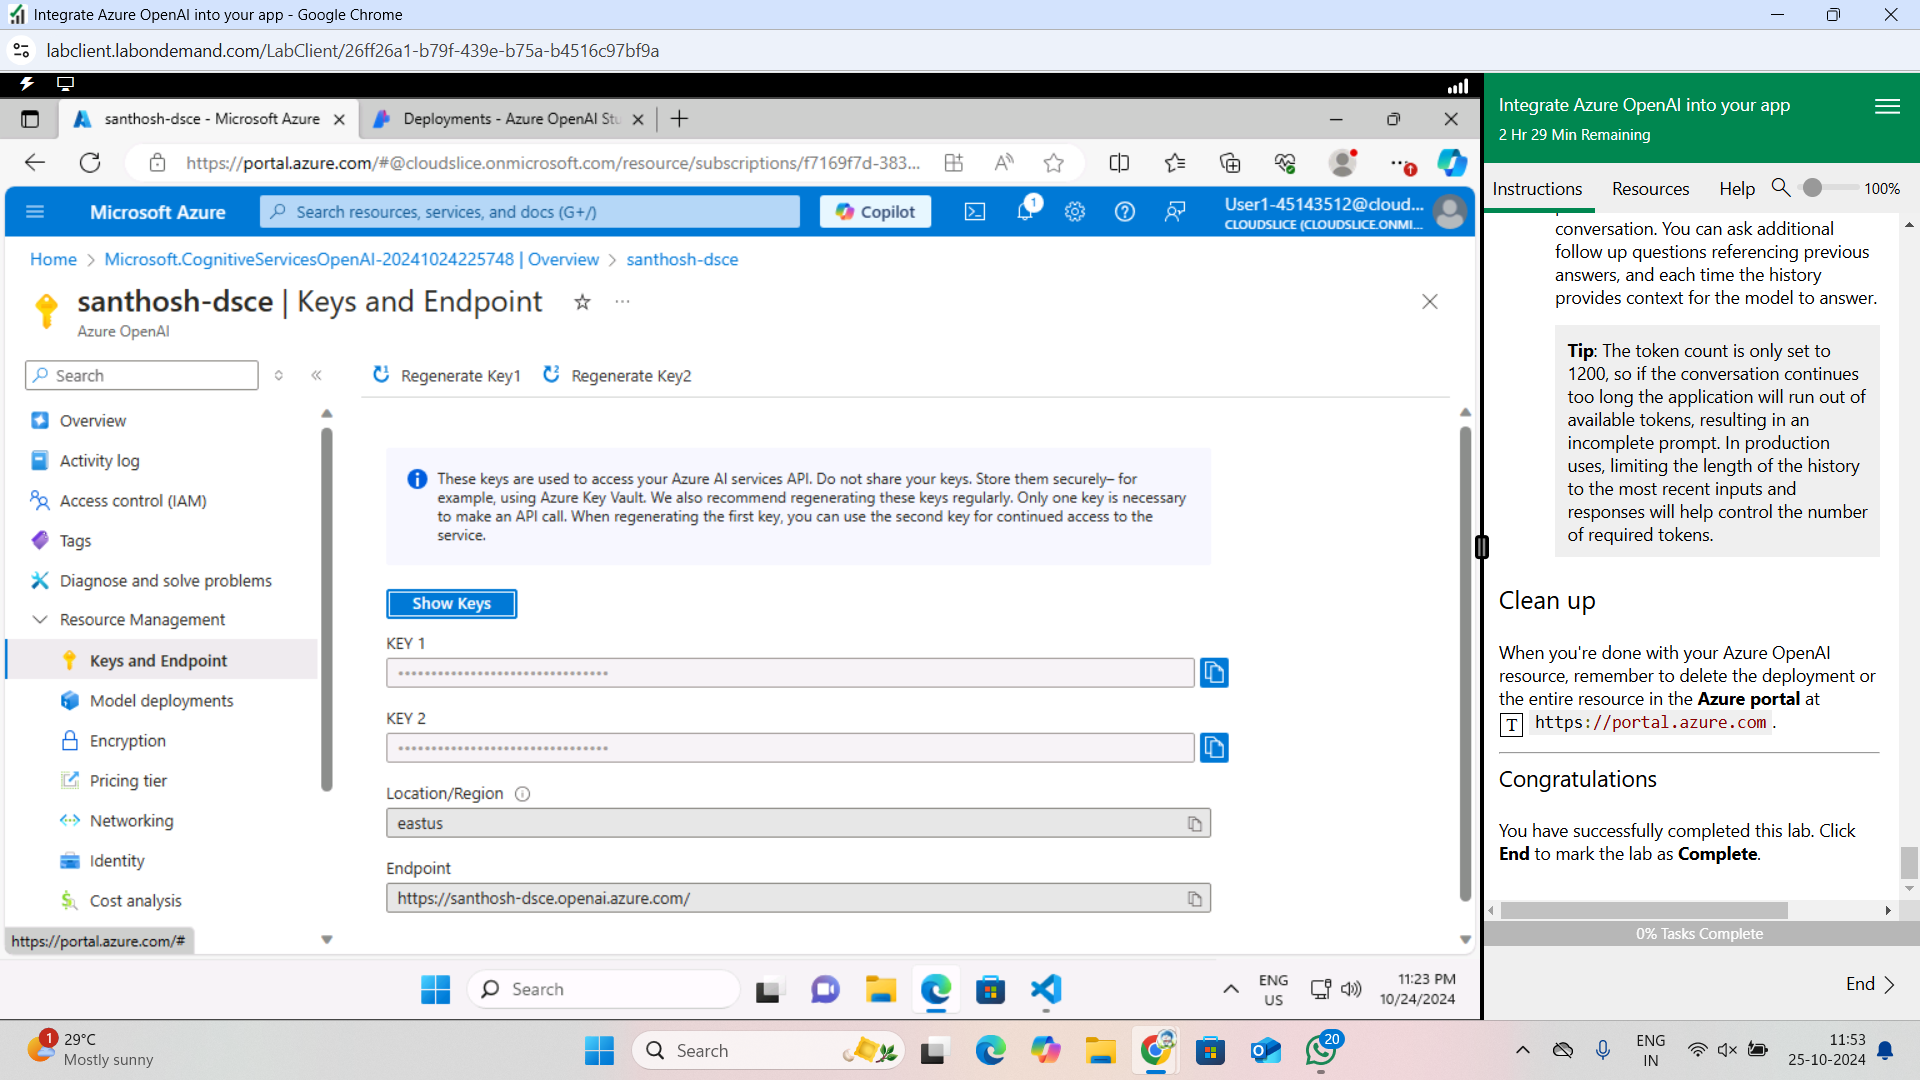 Integrate Azure OpenAI into your app - Google Chrome
labclient.labondemand.com/LabClient/26ff26a1-b79f-439e-b75a-b4516c97bf9a
santhosh-dsce - Microsoft Azure
Deployments - Azure OpenAI Stu
https://portal.azure.com/#@cloudslice.onmicrosoft.com/resource/subscriptions/f7169f7d-383...
Microsoft Azure
Search resources, services, and docs (G+/)
Copilot
1
User1-45143512@cloud...
CLOUDSLICE (CLOUDSLICE.ONMI...
Home > Microsoft.CognitiveServicesOpenAI-20241024225748 | Overview > santhosh-dsce
santhosh-dsce | Keys and Endpoint
Azure OpenAI
Search
Overview
Activity log
Access control (IAM)
Tags
Diagnose and solve problems
Resource Management
Keys and Endpoint
Model deployments
Encryption
Pricing tier
Networking
Identity
Cost analysis
https://portal.azure.com/#
Regenerate Key1
Regenerate Key2
These keys are used to access your Azure AI services API. Do not share your keys. Store them securely– for
example, using Azure Key Vault. We also recommend regenerating these keys regularly. Only one key is necessary
to make an API call. When regenerating the first key, you can use the second key for continued access to the
service.
Show Keys
KEY 1
KEY 2
Location/Region
eastus
Endpoint
https://santhosh-dsce.openai.azure.com/
Search
ENG
US
11:23 PM
10/24/2024
Integrate Azure OpenAI into your app
2 Hr 29 Min Remaining
Instructions
Resources
Help
100%
conversation. You can ask additional
follow up questions referencing previous
answers, and each time the history
provides context for the model to answer.
Tip: The token count is only set to
1200, so if the conversation continues
too long the application will run out of
available tokens, resulting in an
incomplete prompt. In production
uses, limiting the length of the history
to the most recent inputs and
responses will help control the number
of required tokens.
Clean up
When you're done with your Azure OpenAI
resource, remember to delete the deployment or
the entire resource in the Azure portal at
T https://portal.azure.com.
Congratulations
You have successfully completed this lab. Click
End to mark the lab as Complete.
0% Tasks Complete
End
1
29°C
Mostly sunny
Search
20
ENG
IN
11:53
25-10-2024